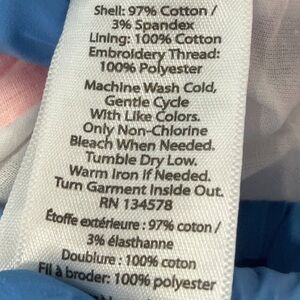 Shell: 97% Cotton /
3% Spandex
Lining: 100% Cotton
Embroidery Thread:
100% Polyester
Machine Wash Cold,
Gentle Cycle
With Like Colors.
Only Non-Chlorine
Bleach When Needed.
Tumble Dry Low.
Warm Iron If Needed.
Turn Garment Inside Out.
RN 134578
Étoffe extérieure : 97% coton /
3% élasthanne
Doublure : 100% coton
Fil à broder: 100% polyester